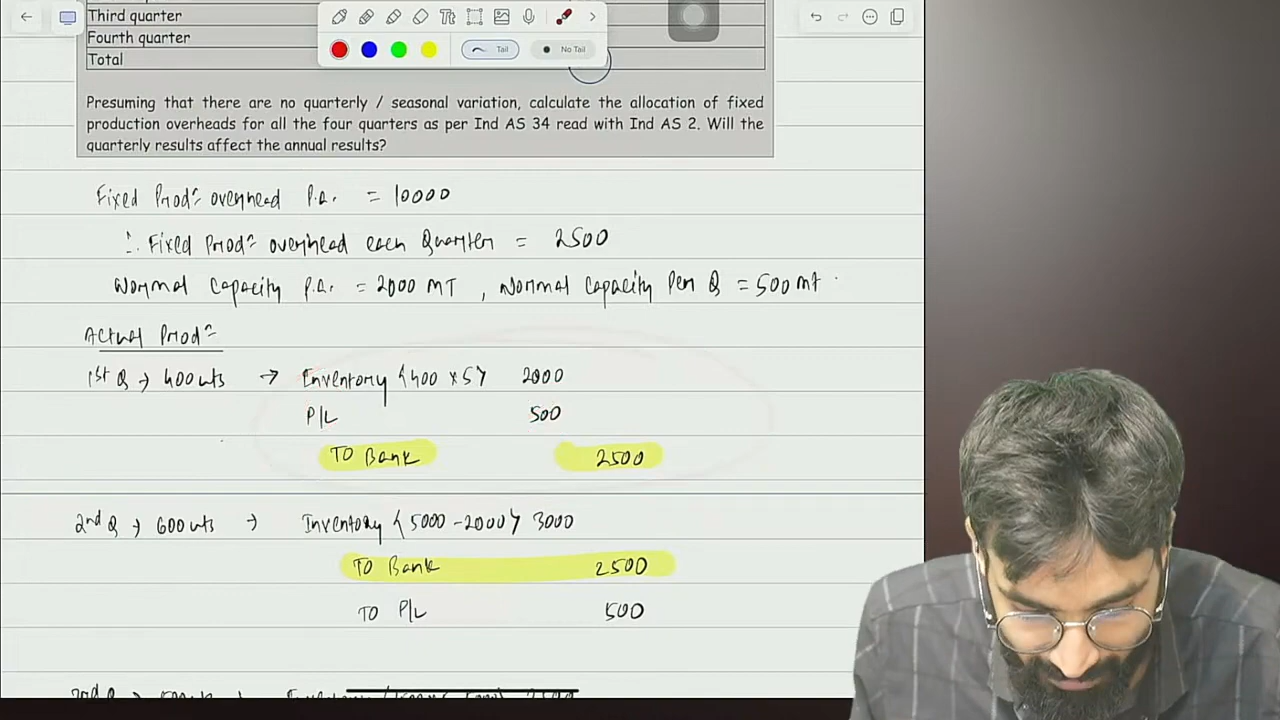 Third quarter
Fourth quarter
Total
Tt
Tail
No Tail
Presuming that there are no quarterly / seasonal variation, calculate the allocation of fixed
production overheads for all the four quarters as per Ind AS 34 read with Ind AS 2. Will the
quarterly results affect the annual results?
Fixed Prodⁿ overhead P.a. = 10000
∴ Fixed Prodⁿ overhead each Quarter = 2500
Normal Capacity P.a. = 2000 MT , Normal Capacity Per Q = 500 mt
Actual Prodⁿ
1st Q → 400 uts → Inventory {400 x 5} 2000
P/L 500
TO Bank 2500
2nd Q → 600 uts → Inventory {5000 - 2000} 3000
TO Bank 2500
TO P/L 500